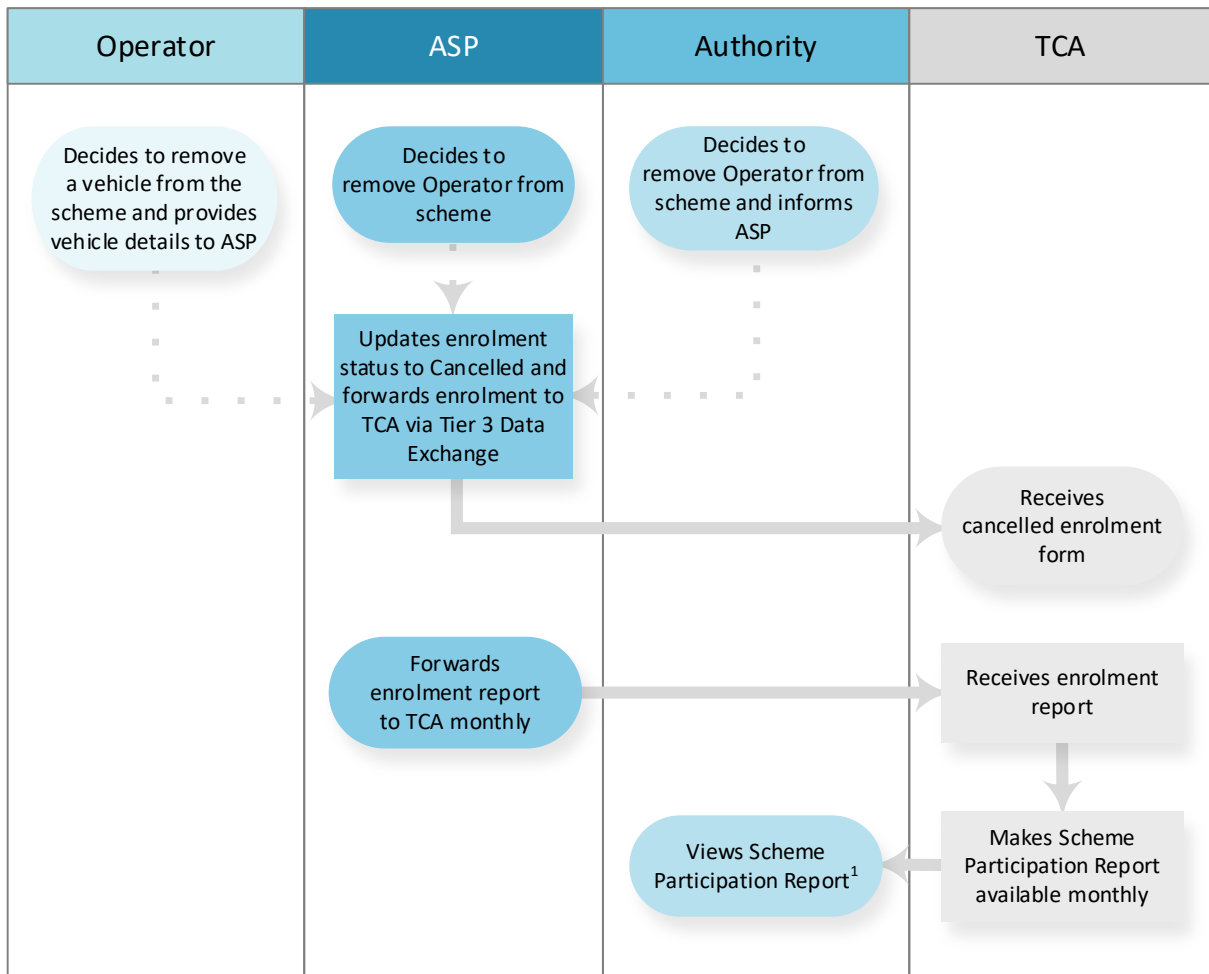 Operator
ASP
Authority
TCA
Decides to remove
a vehicle from the
scheme and provides
vehicle details to ASP
Decides to
remove Operator from
scheme
Decides to
remove Operator from
scheme and informs
ASP
Updates enrolment
status to Cancelled and
forwards enrolment to
TCA via Tier 3 Data
Exchange
Receives
cancelled enrolment
form
Forwards
enrolment report
to TCA monthly
Receives enrolment
report
Makes Scheme
Participation Report
available monthly
Views Scheme
Participation Report¹